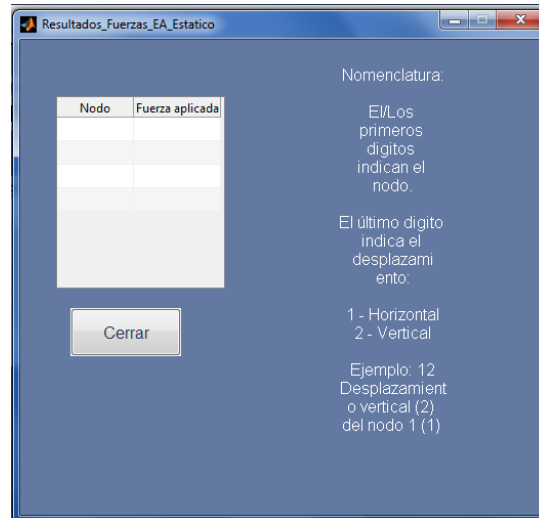 Resultados_Fuerzas_EA_Estatico
Nodo Fuerza aplicada
Cerrar
Nomenclatura:
El/Los
primeros
digitos
indican el
nodo.
El último digito
indica el
desplazami
ento:
1 - Horizontal
2 - Vertical
Ejemplo: 12
Desplazamient
o vertical (2)
del nodo 1 (1)